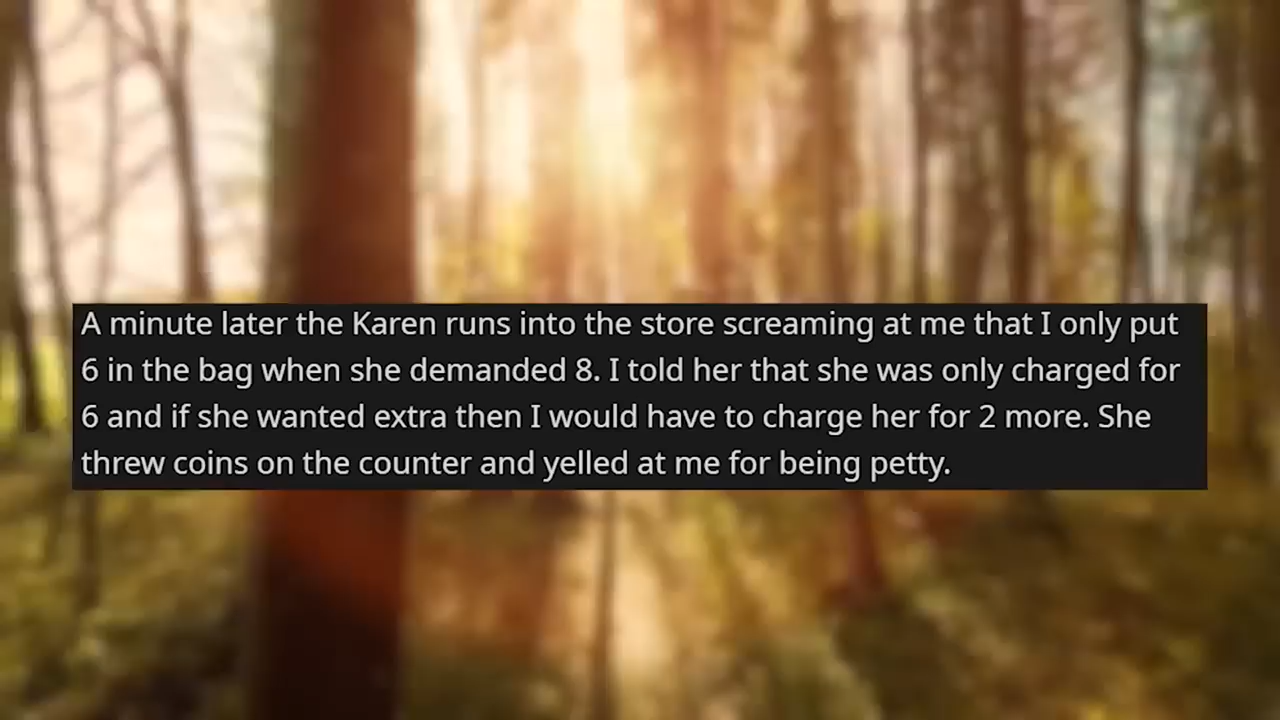 A minute later the Karen runs into the store screaming at me that I only put
6 in the bag when she demanded 8. I told her that she was only charged for
6 and if she wanted extra then I would have to charge her for 2 more. She
threw coins on the counter and yelled at me for being petty.